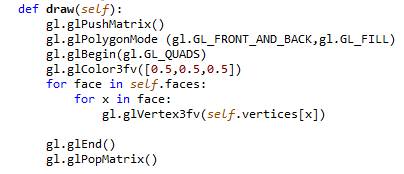 def draw(self):
    gl.glPushMatrix()
    gl.glPolygonMode (gl.GL_FRONT_AND_BACK,gl.GL_FILL)
    gl.glBegin(gl.GL_QUADS)
    gl.glColor3fv([0.5,0.5,0.5])
    for face in self.faces:
        for x in face:
            gl.glVertex3fv(self.vertices[x])

    gl.glEnd()
    gl.glPopMatrix()